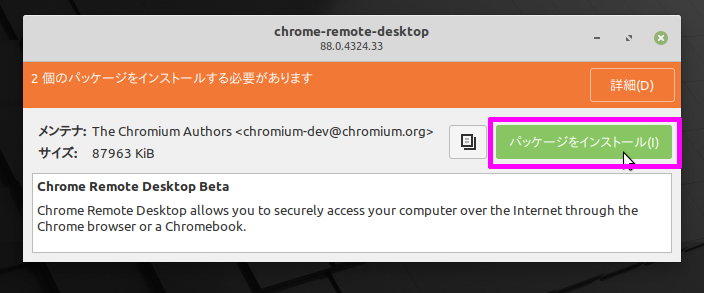 chrome-remote-desktop
88.0.4324.33
2 個のパッケージをインストールする必要があります
詳細(D)
メンテナ: The Chromium Authors <chromium-dev@chromium.org>
パッケージをインストール(I)
サイズ: 87963 KiB
Chrome Remote Desktop Beta
Chrome Remote Desktop allows you to securely access your computer over the Internet through the
Chrome browser or a Chromebook.